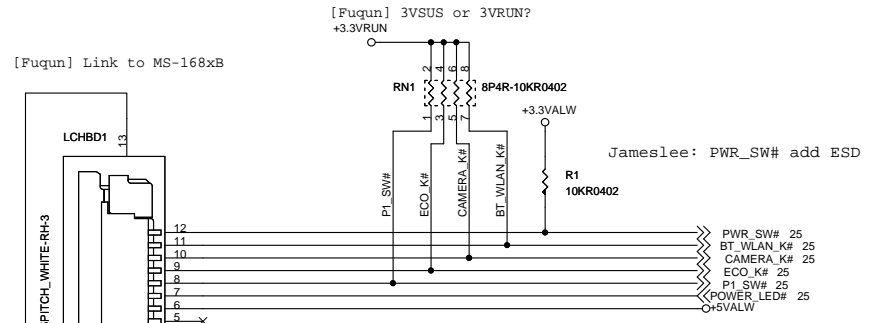 [Fuqun] 3VSUS or 3VRUN?
+3.3VRUN
[Fuqun] Link to MS-168xB
2
4
6
8
RN1
8P4R-10KR0402
1
3
5
7
+3.3VALW
LCHBD1
13
Jameslee: PWR_SW# add ESD
P1_SW#
ECO_K#
CAMERA_K#
BT_WLAN_K#
R1
10KR0402
SPITCH_WHITE-RH-3
12
PWR_SW# 25
11
BT_WLAN_K# 25
10
CAMERA_K# 25
9
ECO_K# 25
8
P1_SW# 25
7
POWER_LED# 25
6
+5VALW
5